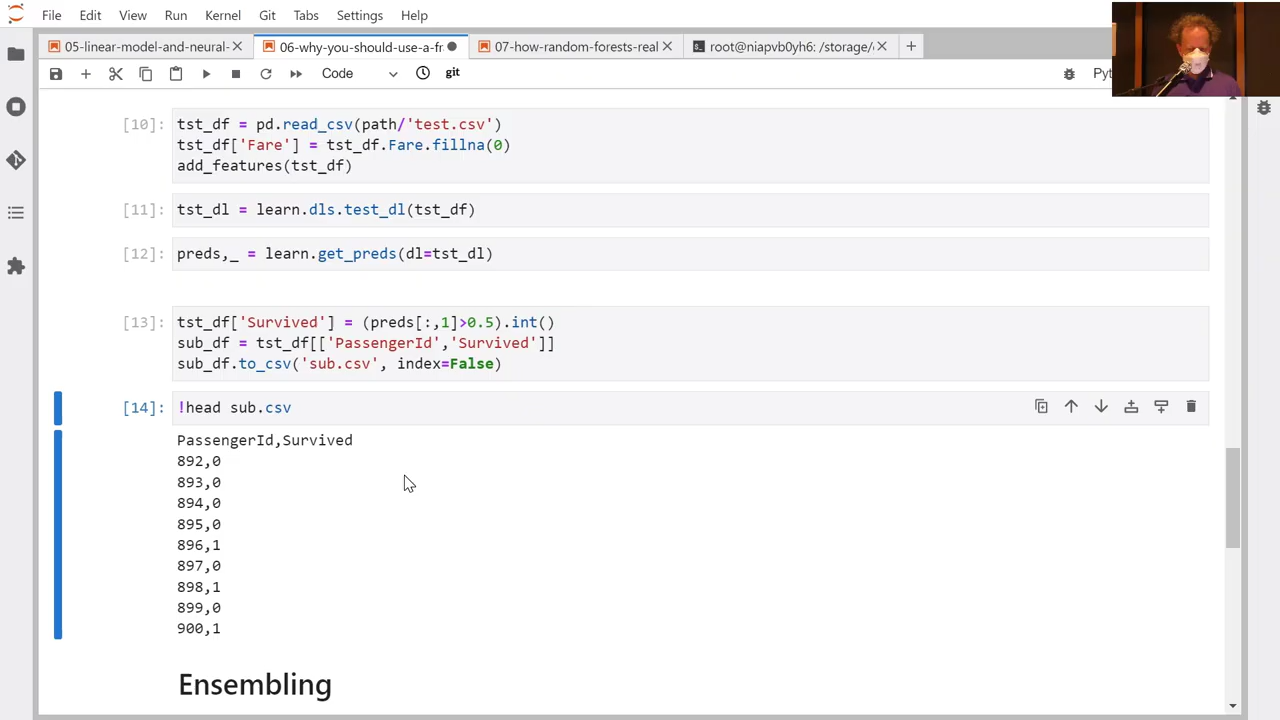 File Edit View Run Kernel Git Tabs Settings Help
05-linear-model-and-neural- 06-why-you-should-use-a-fr 07-how-random-forests-real root@niapvb0yh6: /storage/
Code git Pyt
[10]: tst_df = pd.read_csv(path/'test.csv')
tst_df['Fare'] = tst_df.Fare.fillna(0)
add_features(tst_df)
[11]: tst_dl = learn.dls.test_dl(tst_df)
[12]: preds,_ = learn.get_preds(dl=tst_dl)
[13]: tst_df['Survived'] = (preds[:,1]>0.5).int()
sub_df = tst_df[['PassengerId','Survived']]
sub_df.to_csv('sub.csv', index=False)
[14]: !head sub.csv
PassengerId,Survived
892,0
893,0
894,0
895,0
896,1
897,0
898,1
899,0
900,1
Ensembling